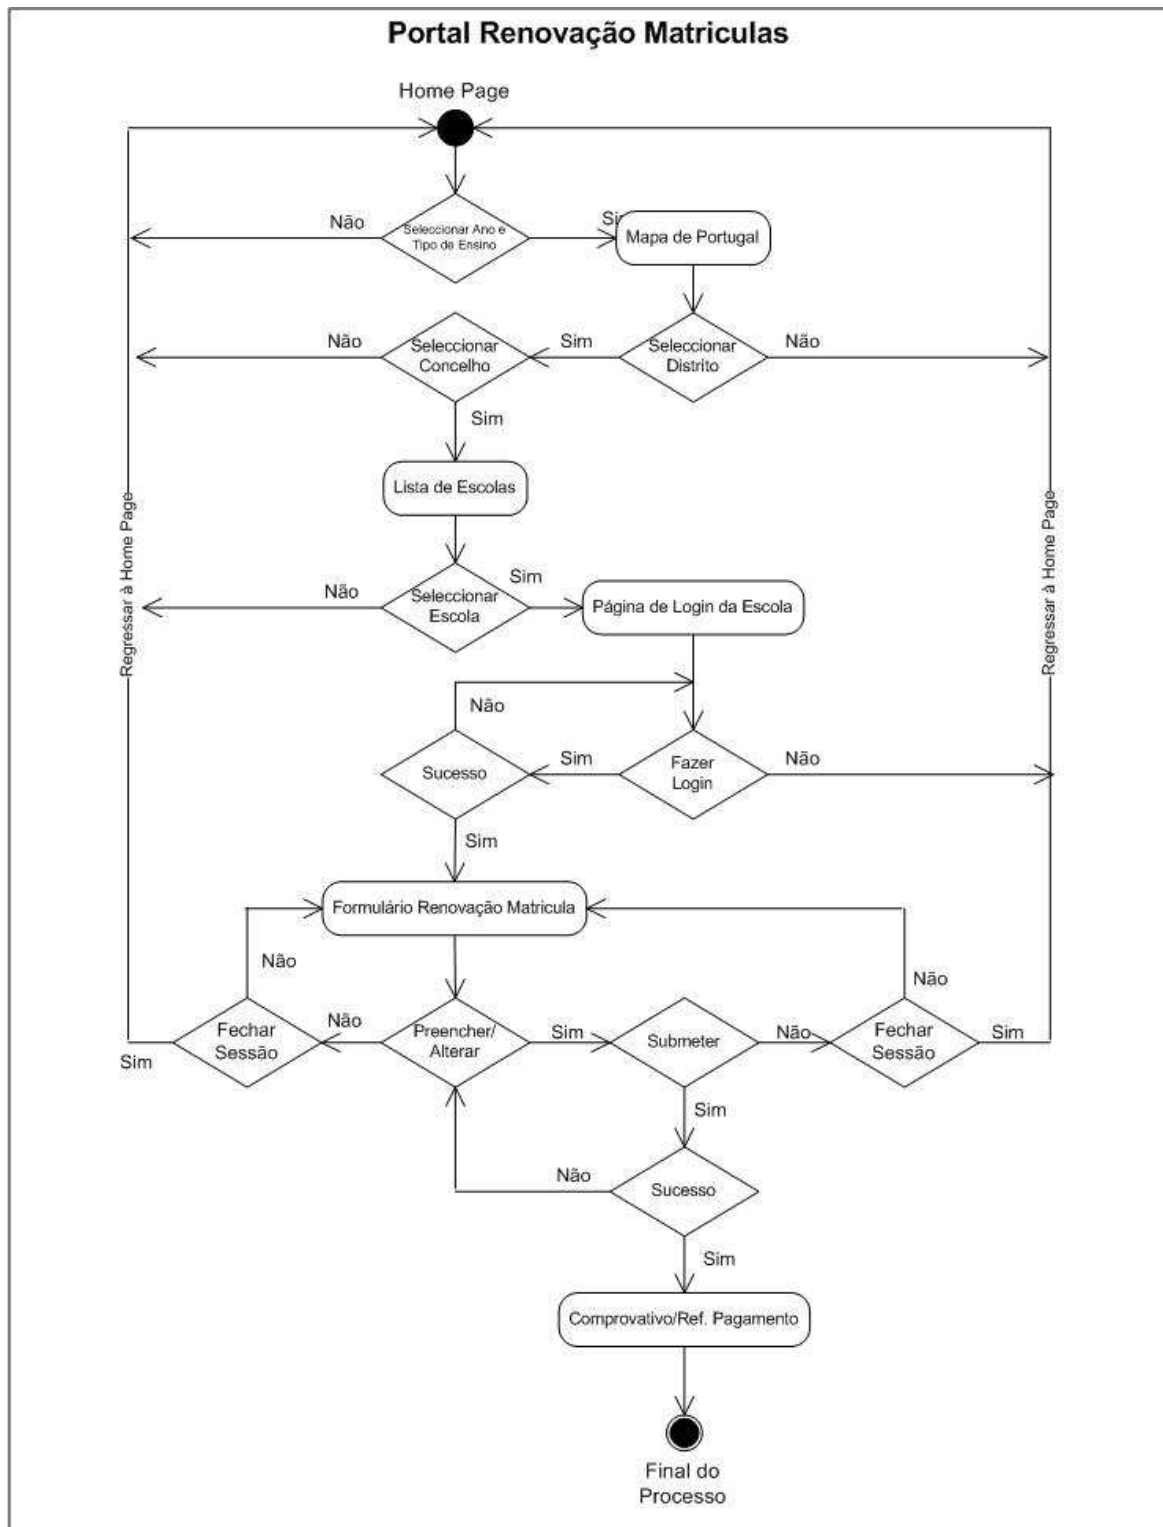 Portal Renovação Matriculas
Home Page
Não
Seleccionar Ano e
Tipo de Ensino
Mapa de Portugal
Não
Seleccionar
Concelho
Sim
Seleccionar
Distrito
Não
Sim
Lista de Escolas
Regressar à Home Page
Regressar à Home Page
Não
Seleccionar
Escola
Sim
Página de Login da Escola
Não
Sucesso
Sim
Fazer
Login
Não
Sim
Formulário Renovação Matricula
Não
Não
Sim
Fechar
Sessão
Não
Preencher/
Alterar
Sim
Submeter
Não
Fechar
Sessão
Sim
Sim
Não
Sucesso
Sim
Comprovativo/Ref. Pagamento
Final do
Processo